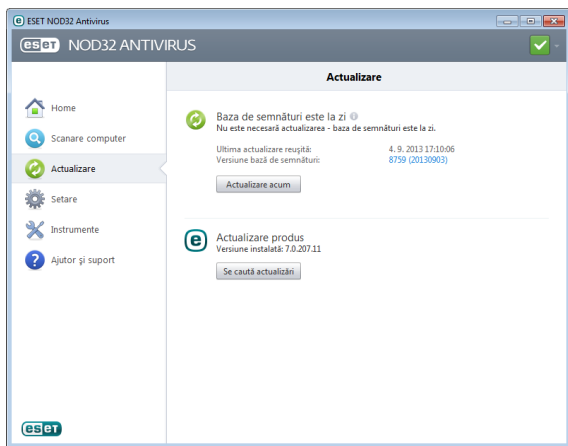 ESET NOD32 Antivirus
eseT NOD32 ANTIVIRUS
Actualizare
Home
Scanare computer
Actualizare
Setare
Instrumente
Ajutor şi suport
Baza de semnături este la zi
Nu este necesară actualizarea - baza de semnături este la zi.
Ultima actualizare reuşită: 4. 9. 2013 17:10:06
Versiune bază de semnături: 8759 (20130903)
Actualizare acum
Actualizare produs
Versiune instalată: 7.0.207.11
Se caută actualizări
eseT